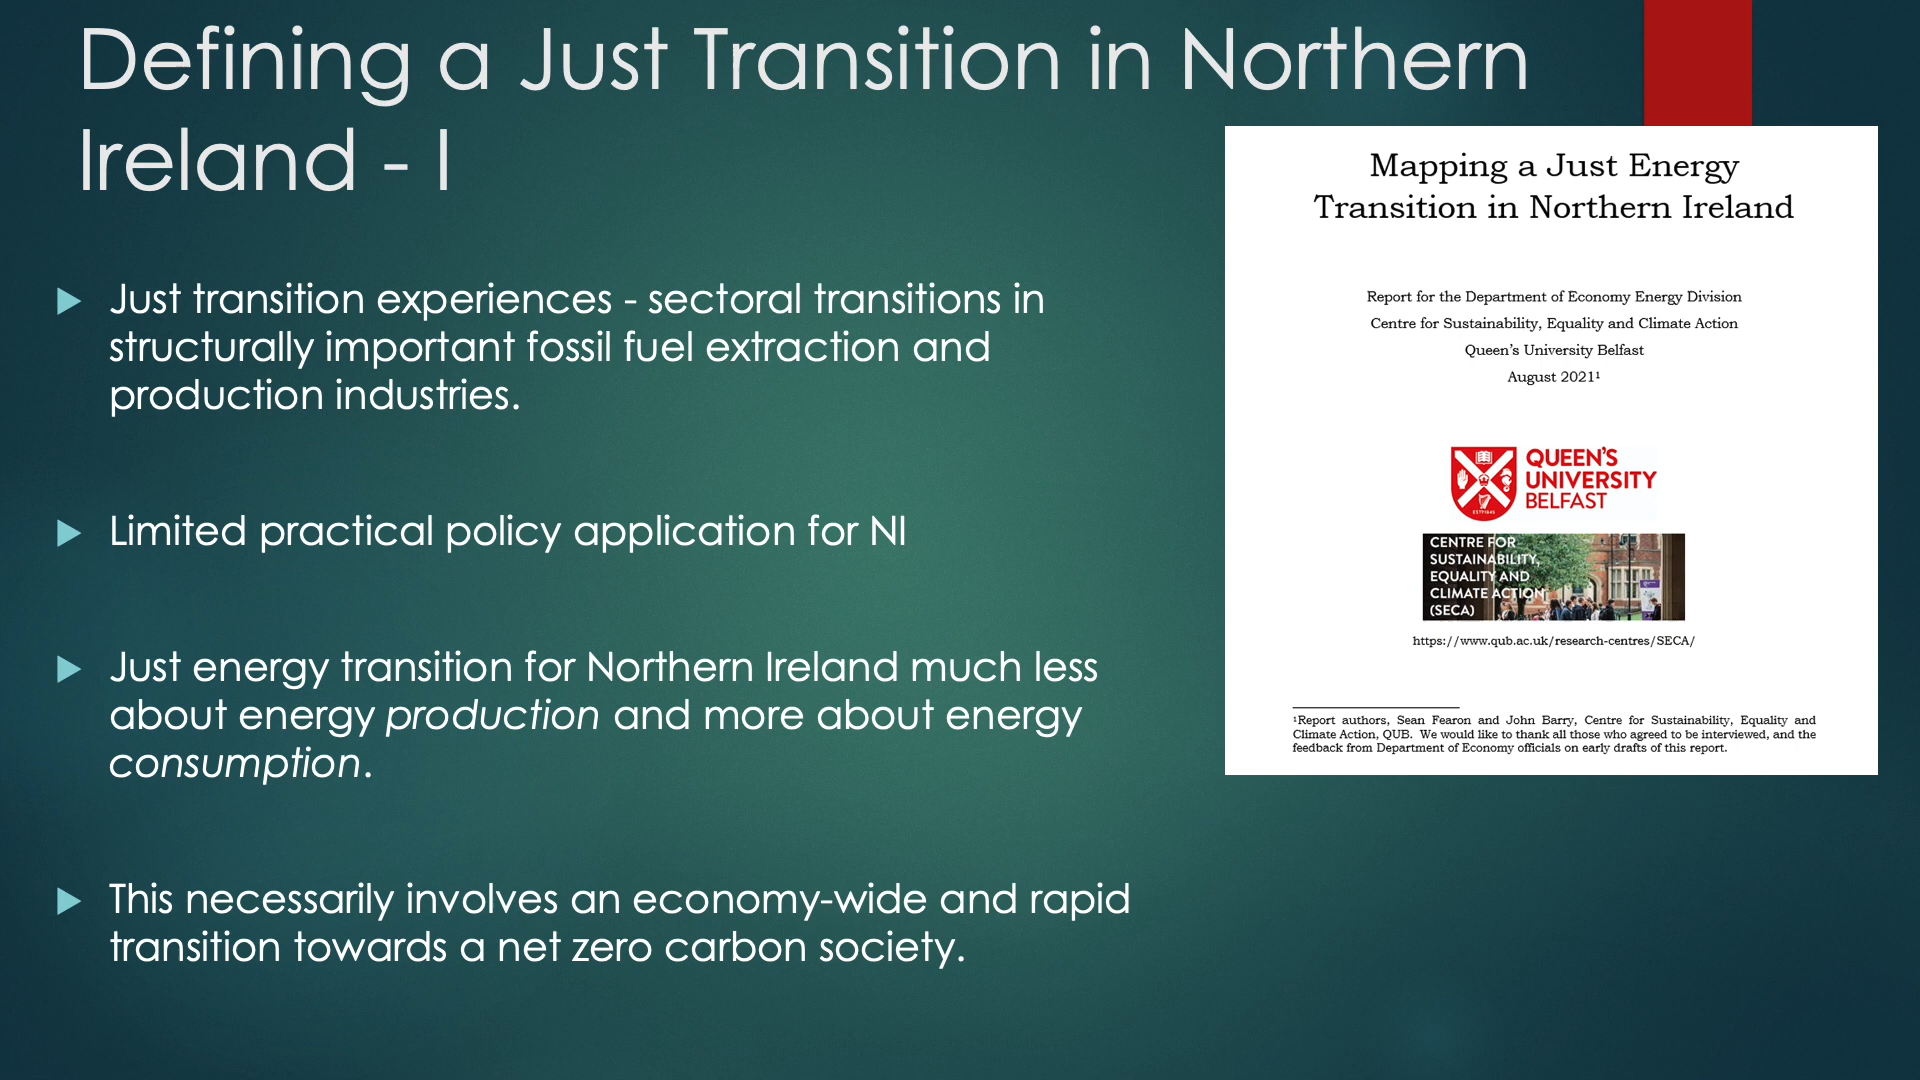 Defining a Just Transition in Northern
Ireland - I
Just transition experiences - sectoral transitions in
structurally important fossil fuel extraction and
production industries.
Limited practical policy application for NI
Just energy transition for Northern Ireland much less
about energy production and more about energy
consumption.
This necessarily involves an economy-wide and rapid
transition towards a net zero carbon society.
Mapping a Just Energy
Transition in Northern Ireland
Report for the Department of Economy Energy Division
Centre for Sustainability, Equality and Climate Action
Queen's University Belfast
August 2021¹
QUEEN'S
UNIVERSITY
BELFAST
ESTD1845
CENTRE FOR
SUSTAINABILITY,
EQUALITY AND
CLIMATE ACTION
(SECA)
https://www.qub.ac.uk/research-centres/SECA/
¹Report authors, Sean Fearon and John Barry, Centre for Sustainability, Equality and
Climate Action, QUB. We would like to thank all those who agreed to be interviewed, and the
feedback from Department of Economy officials on early drafts of this report.